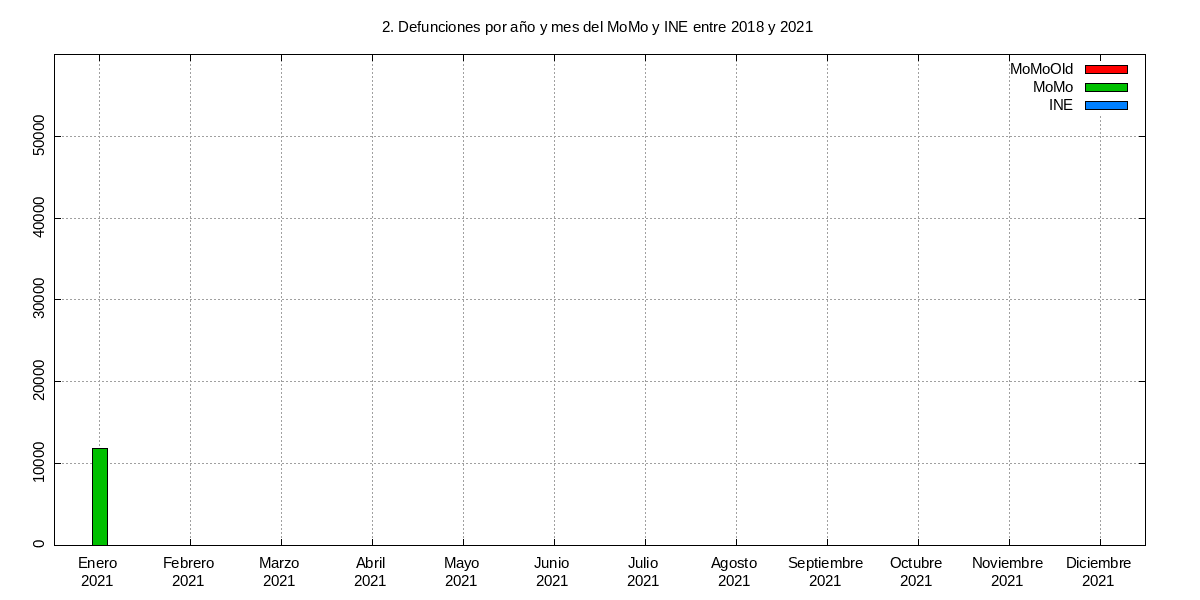 2. Defunciones por año y mes del MoMo y INE entre 2018 y 2021
MoMoOld
MoMo
INE
50000
40000
30000
20000
10000
0
Enero Febrero Marzo Abril Mayo Junio Julio Agosto Septiembre Octubre Noviembre Diciembre
2021 2021 2021 2021 2021 2021 2021 2021 2021 2021 2021 2021